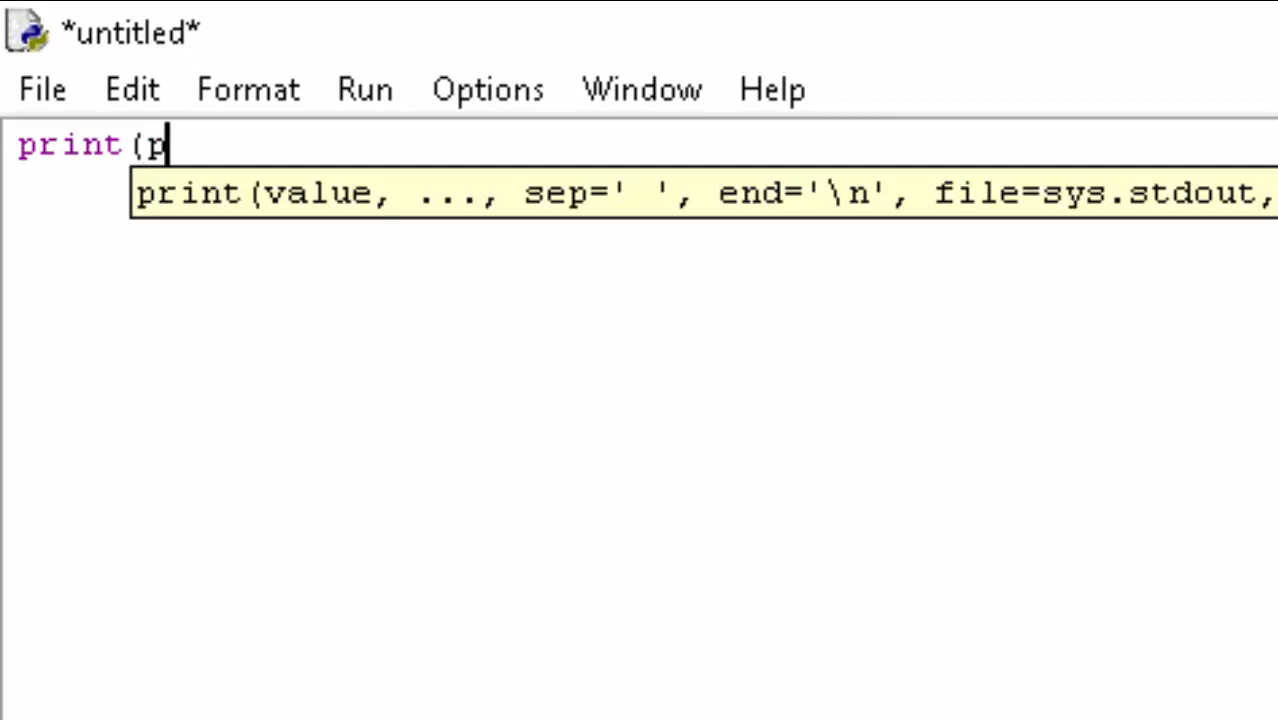 *untitled*
File Edit Format Run Options Window Help
print(p
print(value, ..., sep=' ', end='\n', file=sys.stdout,